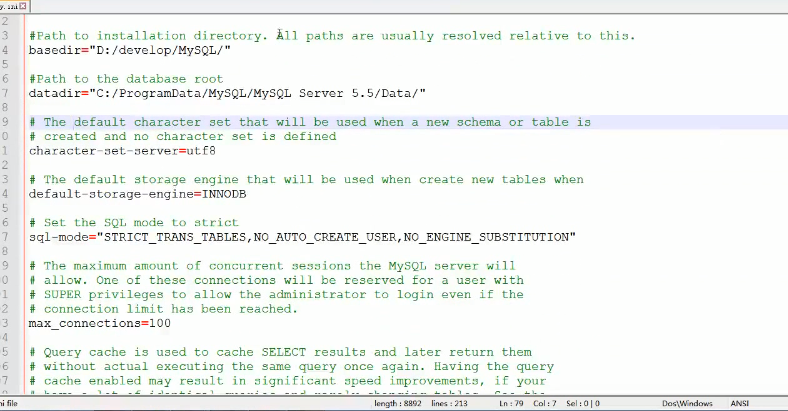 y.ini
2
3 #Path to installation directory. All paths are usually resolved relative to this.
4 basedir="D:/develop/MySQL/"
5
6 #Path to the database root
7 datadir="C:/ProgramData/MySQL/MySQL Server 5.5/Data/"
8
9 # The default character set that will be used when a new schema or table is
0 # created and no character set is defined
1 character-set-server=utf8
2
3 # The default storage engine that will be used when create new tables when
4 default-storage-engine=INNODB
5
6 # Set the SQL mode to strict
7 sql-mode="STRICT_TRANS_TABLES,NO_AUTO_CREATE_USER,NO_ENGINE_SUBSTITUTION"
8
9 # The maximum amount of concurrent sessions the MySQL server will
0 # allow. One of these connections will be reserved for a user with
1 # SUPER privileges to allow the administrator to login even if the
2 # connection limit has been reached.
3 max_connections=100
4
5 # Query cache is used to cache SELECT results and later return them
6 # without actual executing the same query once again. Having the query
7 # cache enabled may result in significant speed improvements, if your
ni file length : 8892 lines : 213 Ln : 79 Col : 7 Sel : 0 | 0 Dos\Windows ANSI